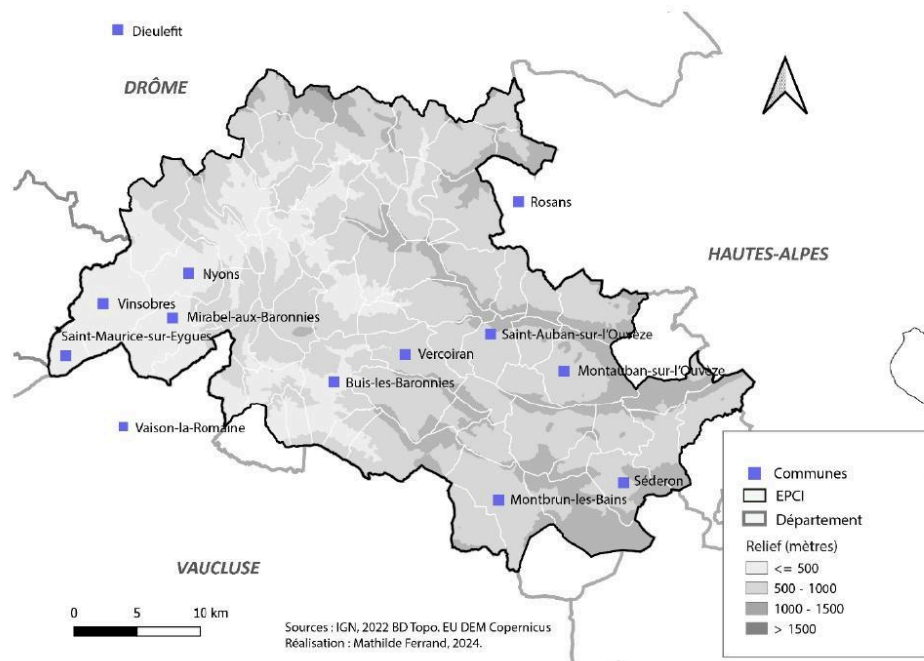 Dieulefit
DRÔME
Rosans
HAUTES-ALPES
Nyons
Vinsobres
Mirabel-aux-Baronnies
Saint-Maurice-sur-Eygues
Saint-Auban-sur-l'Ouvèze
Vercoiran
Montauban-sur-l'Ouvèze
Buis-les-Baronnies
Vaison-la-Romaine
Séderon
Montbrun-les-Bains
VAUCLUSE
0 5 10 km
Sources : IGN, 2022 BD Topo. EU DEM Copernicus
Réalisation : Mathilde Ferrand, 2024.
Communes
EPCI
Département
Relief (mètres)
<= 500
500 - 1000
1000 - 1500
> 1500